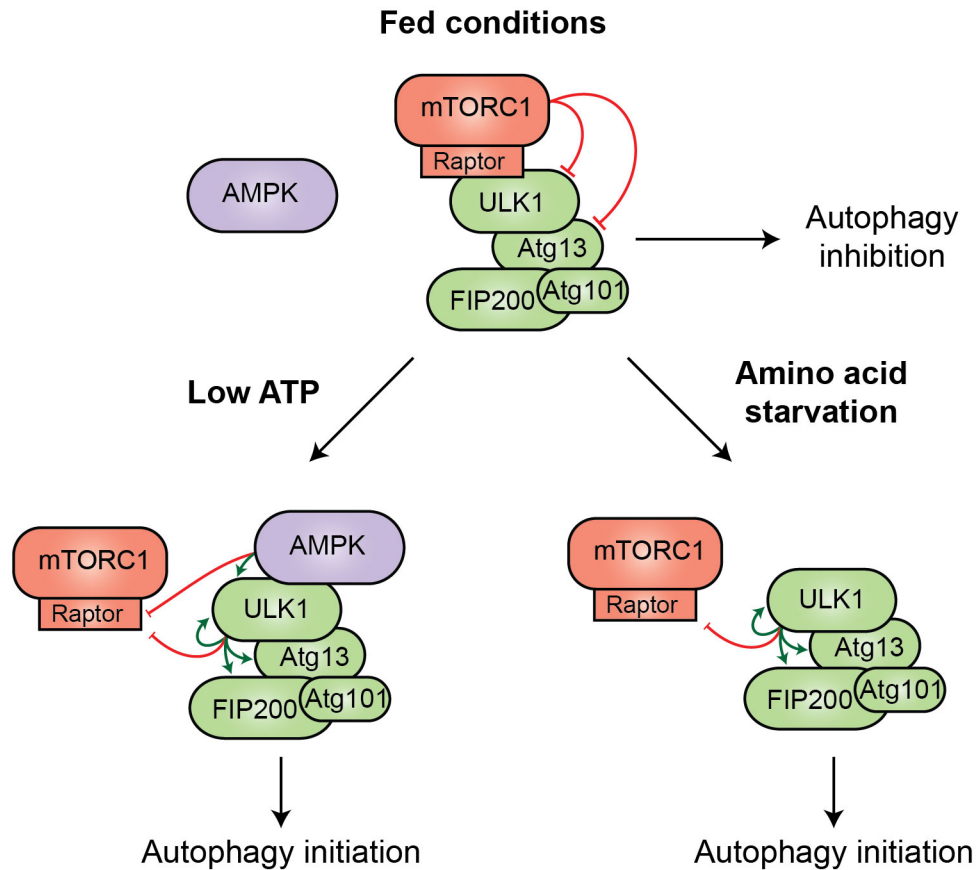 Fed conditions
mTORC1
Raptor
AMPK
ULK1
Atg13
FIP200
Atg101
Autophagy
inhibition
Low ATP
Amino acid
starvation
mTORC1
Raptor
AMPK
ULK1
Atg13
FIP200
Atg101
Autophagy initiation
mTORC1
Raptor
ULK1
Atg13
FIP200
Atg101
Autophagy initiation